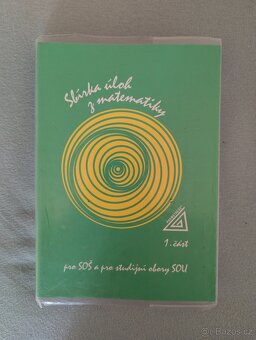 Sbírka úloh
z matematiky
1. část
pro SOŠ a pro studijní obory SOU